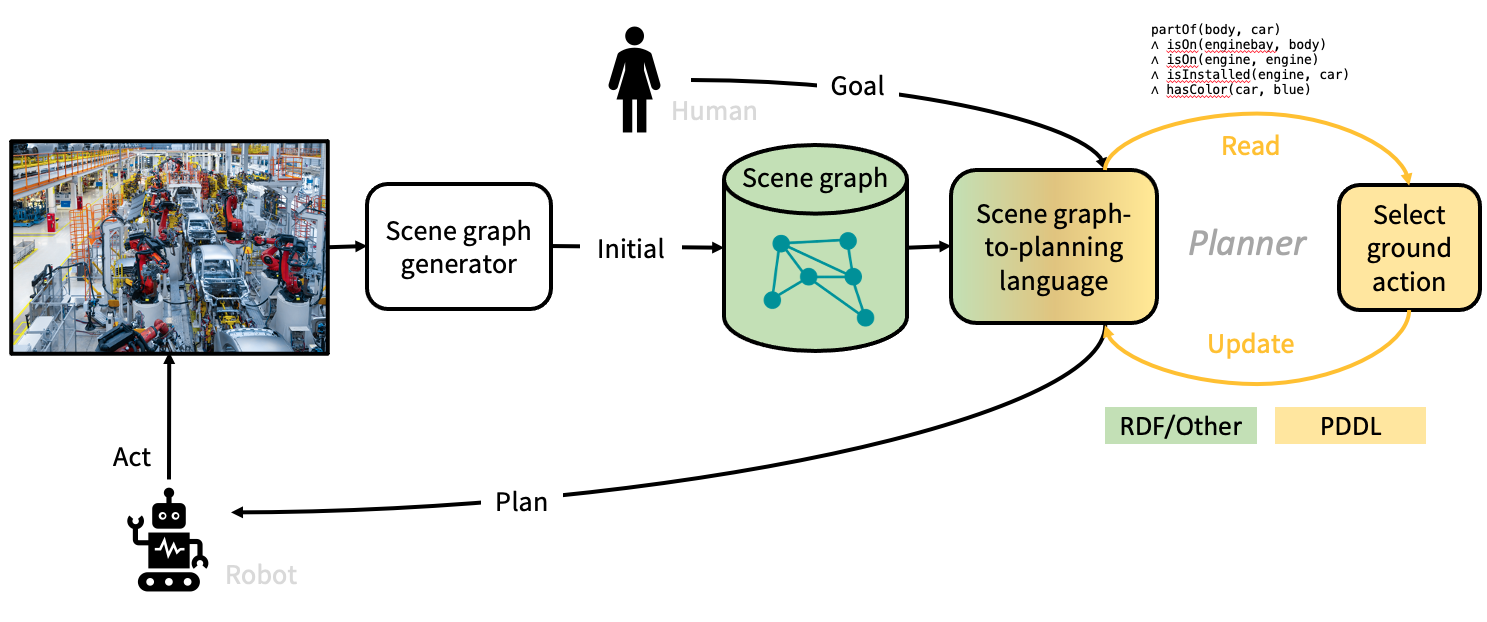 partOf(body, car)
∧ isOn(enginebay, body)
∧ isOn(engine, engine)
∧ isInstalled(engine, car)
∧ hasColor(car, blue)
Goal
Human
Read
Scene graph
generator
Initial
Scene graph
Scene graph-
to-planning
language
Planner
Select
ground
action
Update
RDF/Other
PDDL
Act
Plan
Robot